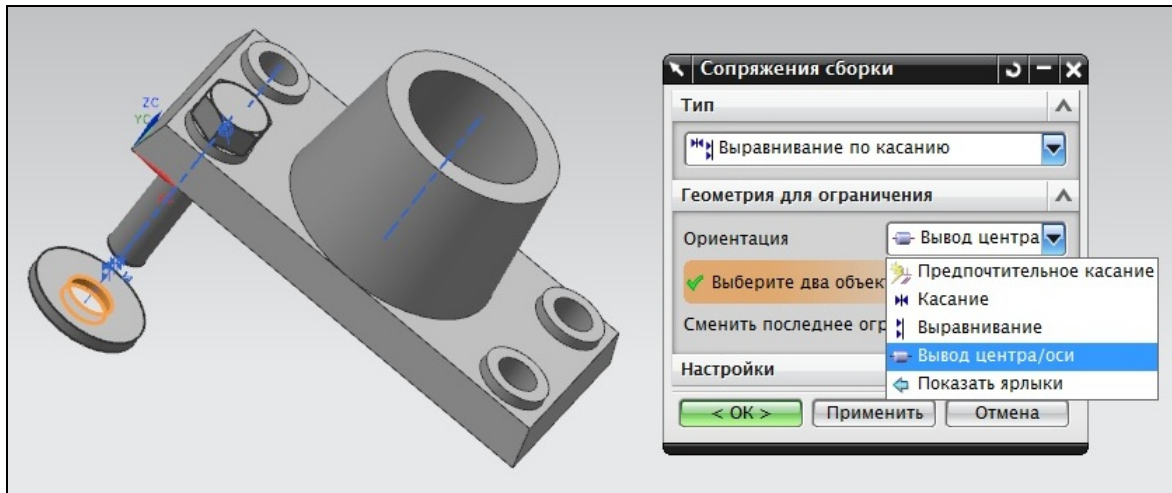 ZC
YC
Сопряжения сборки
Тип
Выравнивание по касанию
Геометрия для ограничения
Ориентация
Вывод центра
Предпочтительное касание
Выберите два объек
Касание
Сменить последнее огр
Выравнивание
Вывод центра/оси
Настройки
Показать ярлыки
< ОК >
Применить
Отмена